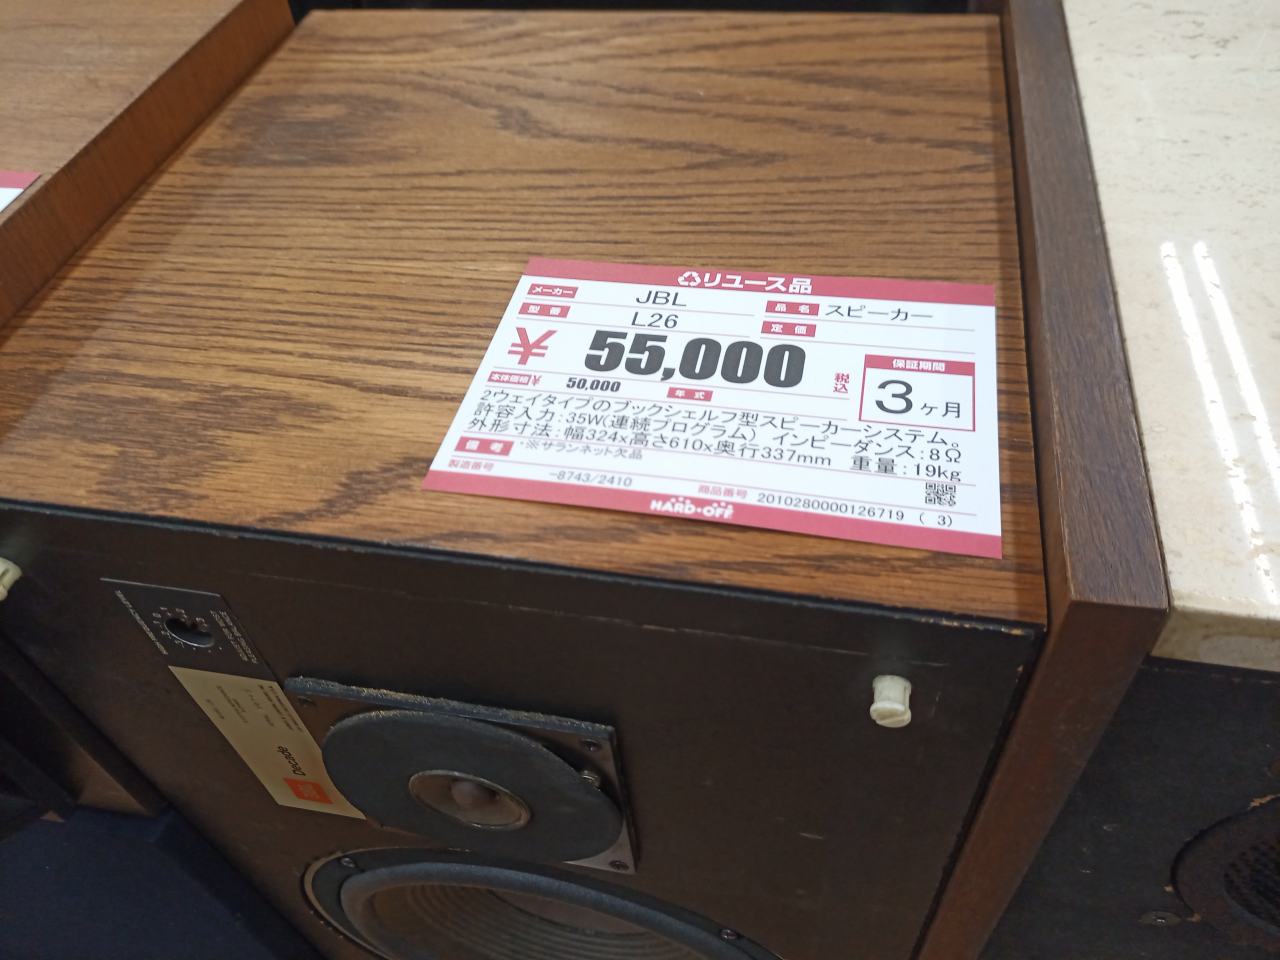 リユース品
メーカー JBL 品名 スピーカー
型番 L26 定価
¥ 55,000 税込
保証期間
3ヶ月
本体価格¥ 50,000 年式
2ウェイタイプのブックシェルフ型スピーカーシステム。
許容入力:35W(連続プログラム) インピーダンス:8Ω
外形寸法:幅324x高さ610x奥行337mm 重量:19kg
備考 ※サランネット欠品
製造番号 -8743/2410 商品番号 2010280000126719 ( 3)
HARD・OFF
Decade